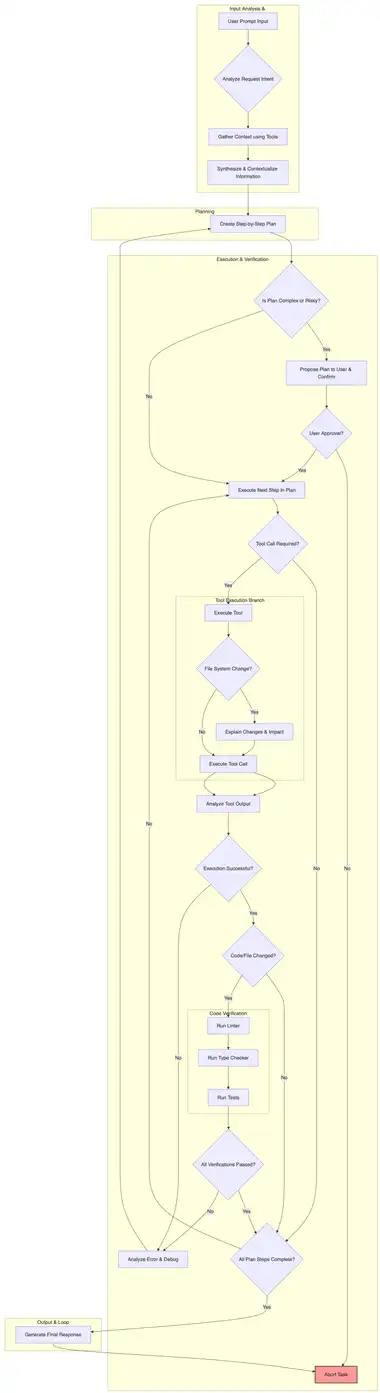 Input Analysis &
User Prompt Input
Analyze Request Intent
Gather Context using Tools
Synthesize & Contextualize
Information
Planning
Create Step-by-Step Plan
Execution & Verification
Is Plan Complex or Risky?
Yes
Propose Plan to User &
Confirm
No
User Approval?
Yes
Execute Next Step in Plan
Tool Call Required?
Yes
Tool Execution Branch
Execute Tool
File System Change?
Yes
No
Explain Changes & Impact
Execute Tool Call
Analyze Tool Output
No
No
No
Execution Successful?
Yes
Code/File Changed?
Yes
Code Verification
Run Linter
Run Type Checker
No
No
Run Tests
All Verifications Passed?
No
Yes
Analyze Error & Debug
All Plan Steps Complete?
Yes
Output & Loop
Generate Final Response
Abort Task